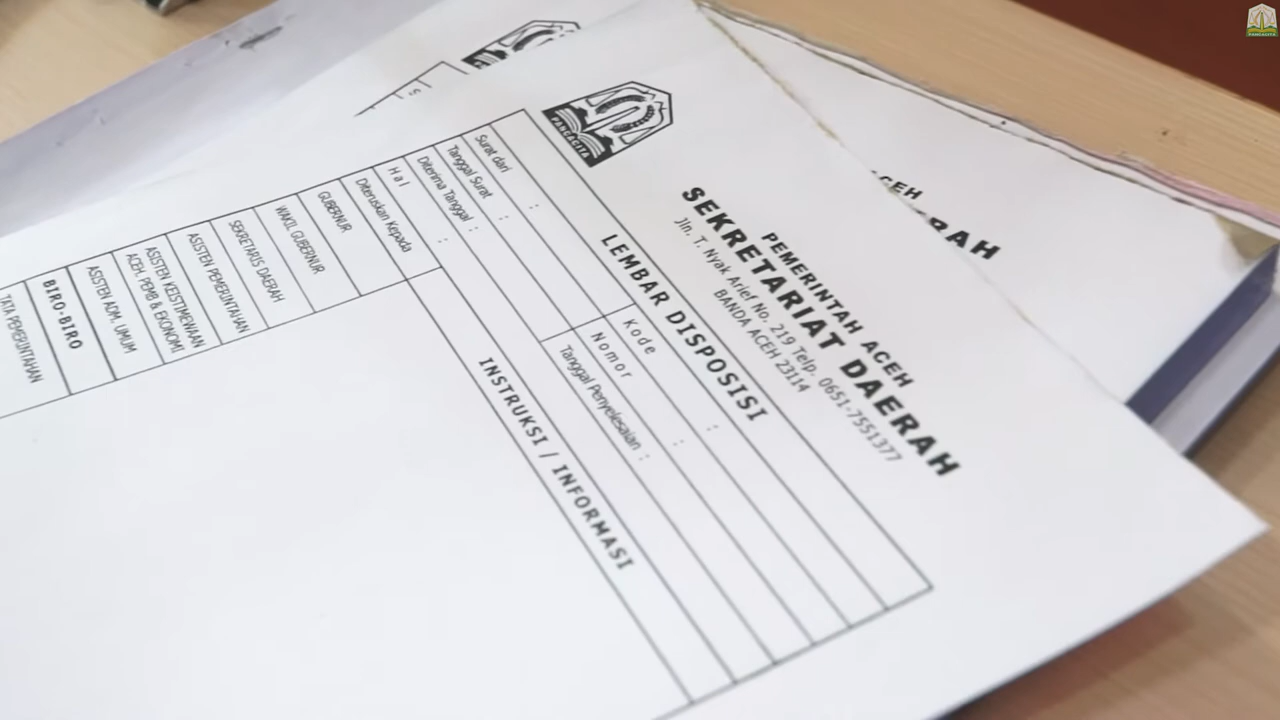 PANCACITA
PEMERINTAH ACEH
SEKRETARIAT DAERAH
Jln. T. Nyak Arief No. 219 Telp. 0651-7551377
BANDA ACEH 23114
LEMBAR DISPOSISI
Surat dari :
Kode :
Tanggal Surat :
Nomor :
Diterima Tanggal :
Tanggal Penyelesaian :
Hal :
Diteruskan Kepada
INSTRUKSI / INFORMASI
GUBERNUR
WAKIL GUBERNUR
SEKRETARIS DAERAH
ASISTEN PEMERINTAHAN
ASISTEN KEISTIMEWAAN
ACEH, PEMB & EKONOMI
ASISTEN ADM. UMUM
BIRO-BIRO
TATA PEMERINTAHAN
ACEH
RAH
PANCACITA